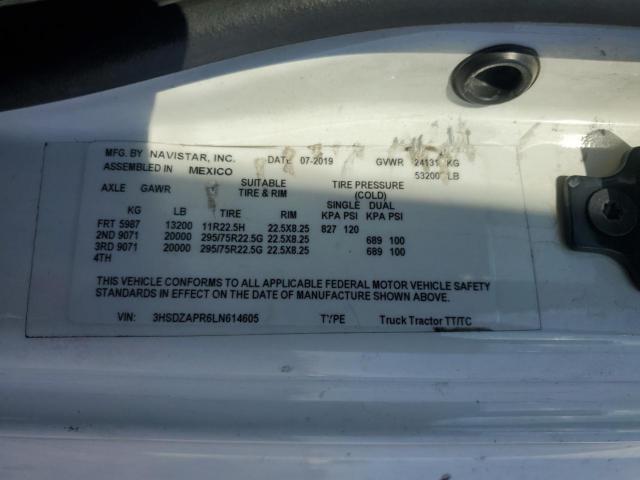 MFG. BY NAVISTAR, INC. DATE 07-2019 GVWR 24131 KG
ASSEMBLED IN MEXICO 53200 LB
AXLE GAWR SUITABLE TIRE & RIM TIRE PRESSURE (COLD)
SINGLE DUAL
KG LB TIRE RIM KPA PSI KPA PSI
FRT 5987 13200 11R22.5H 22.5X8.25 827 120
2ND 9071 20000 295/75R22.5G 22.5X8.25 689 100
3RD 9071 20000 295/75R22.5G 22.5X8.25 689 100
4TH
THIS VEHICLE CONFORMS TO ALL APPLICABLE FEDERAL MOTOR VEHICLE SAFETY
STANDARDS IN EFFECT ON THE DATE OF MANUFACTURE SHOWN ABOVE.
VIN: 3HSDZAPR6LN614605 TYPE Truck Tractor TT/TC